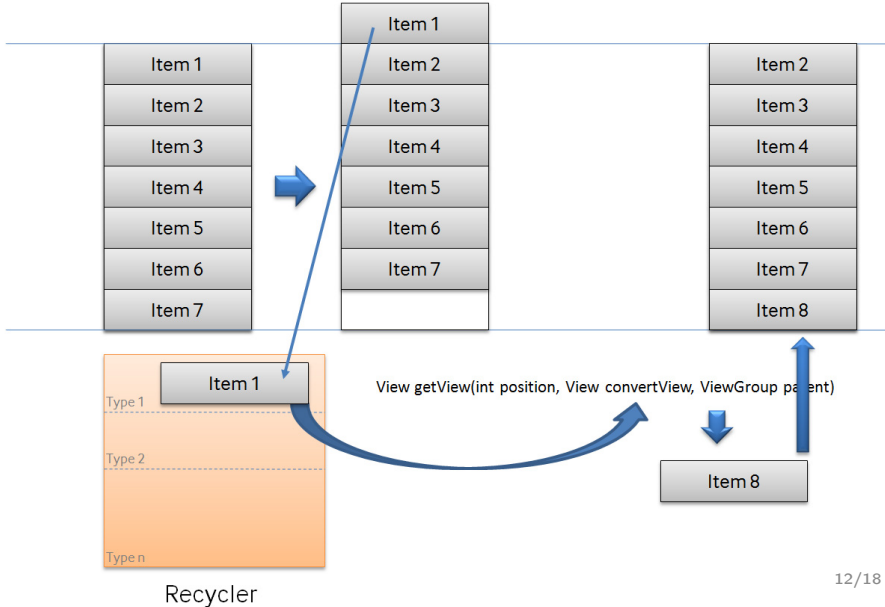 Item 1
Item 2
Item 3
Item 4
Item 5
Item 6
Item 7
Item 1
Item 2
Item 3
Item 4
Item 5
Item 6
Item 7
Item 2
Item 3
Item 4
Item 5
Item 6
Item 7
Item 8
Item 1
Type 1
Type 2
Type n
Recycler
View getView(int position, View convertView, ViewGroup parent)
Item 8
12/18